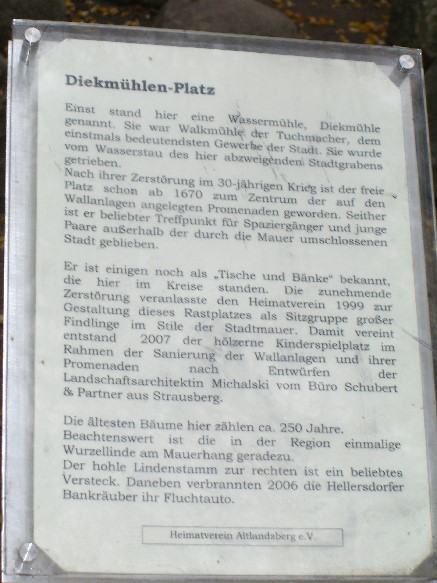 Diekmühlen-Platz
Einst stand hier eine Wassermühle, Diekmühle
genannt. Sie war Walkmühle der Tuchmacher, dem
einstmals bedeutendsten Gewerbe der Stadt. Sie wurde
vom Wasserstau des hier abzweigenden Stadtgrabens
getrieben.
Nach ihrer Zerstörung im 30-jährigen Krieg ist der freie
Platz schon ab 1670 zum Zentrum der auf den
Wallanlagen angelegten Promenaden geworden. Seither
ist er beliebter Treffpunkt für Spaziergänger und junge
Paare außerhalb der durch die Mauer umschlossenen
Stadt geblieben.
Er ist einigen noch als „Tische und Bänke“ bekannt,
die hier im Kreise standen. Die zunehmende
Zerstörung veranlasste den Heimatverein 1999 zur
Gestaltung dieses Rastplatzes als Sitzgruppe großer
Findlinge im Stile der Stadtmauer. Damit vereint
entstand 2007 der hölzerne Kinderspielplatz im
Rahmen der Sanierung der Wallanlagen und ihrer
Promenaden nach Entwürfen der
Landschaftsarchitektin Michalski vom Büro Schubert
& Partner aus Strausberg.
Die ältesten Bäume hier zählen ca. 250 Jahre.
Beachtenswert ist die in der Region einmalige
Wurzellinde am Mauerhang geradezu.
Der hohle Lindenstamm zur rechten ist ein beliebtes
Versteck. Daneben verbrannten 2006 die Hellersdorfer
Bankräuber ihr Fluchtauto.
Heimatverein Altlandsberg e.V.